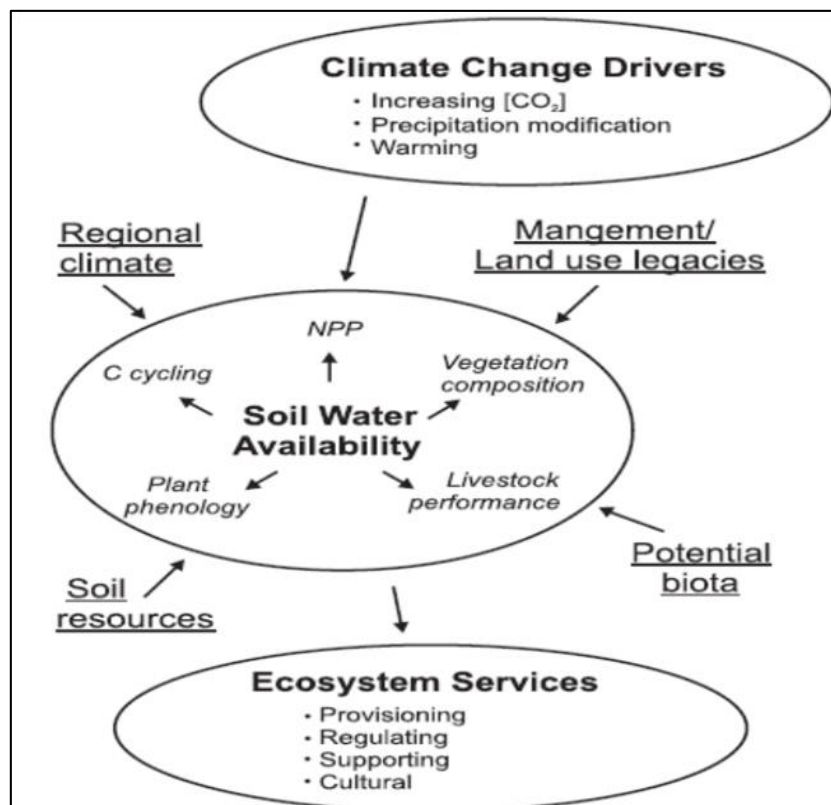 Climate Change Drivers
· Increasing [CO₂]
· Precipitation modification
· Warming
Regional
climate
Mangement/
Land use legacies
NPP
C cycling
Vegetation
composition
Soil Water
Availability
Plant
phenology
Livestock
performance
Potential
biota
Soil
resources
Ecosystem Services
· Provisioning
· Regulating
· Supporting
· Cultural